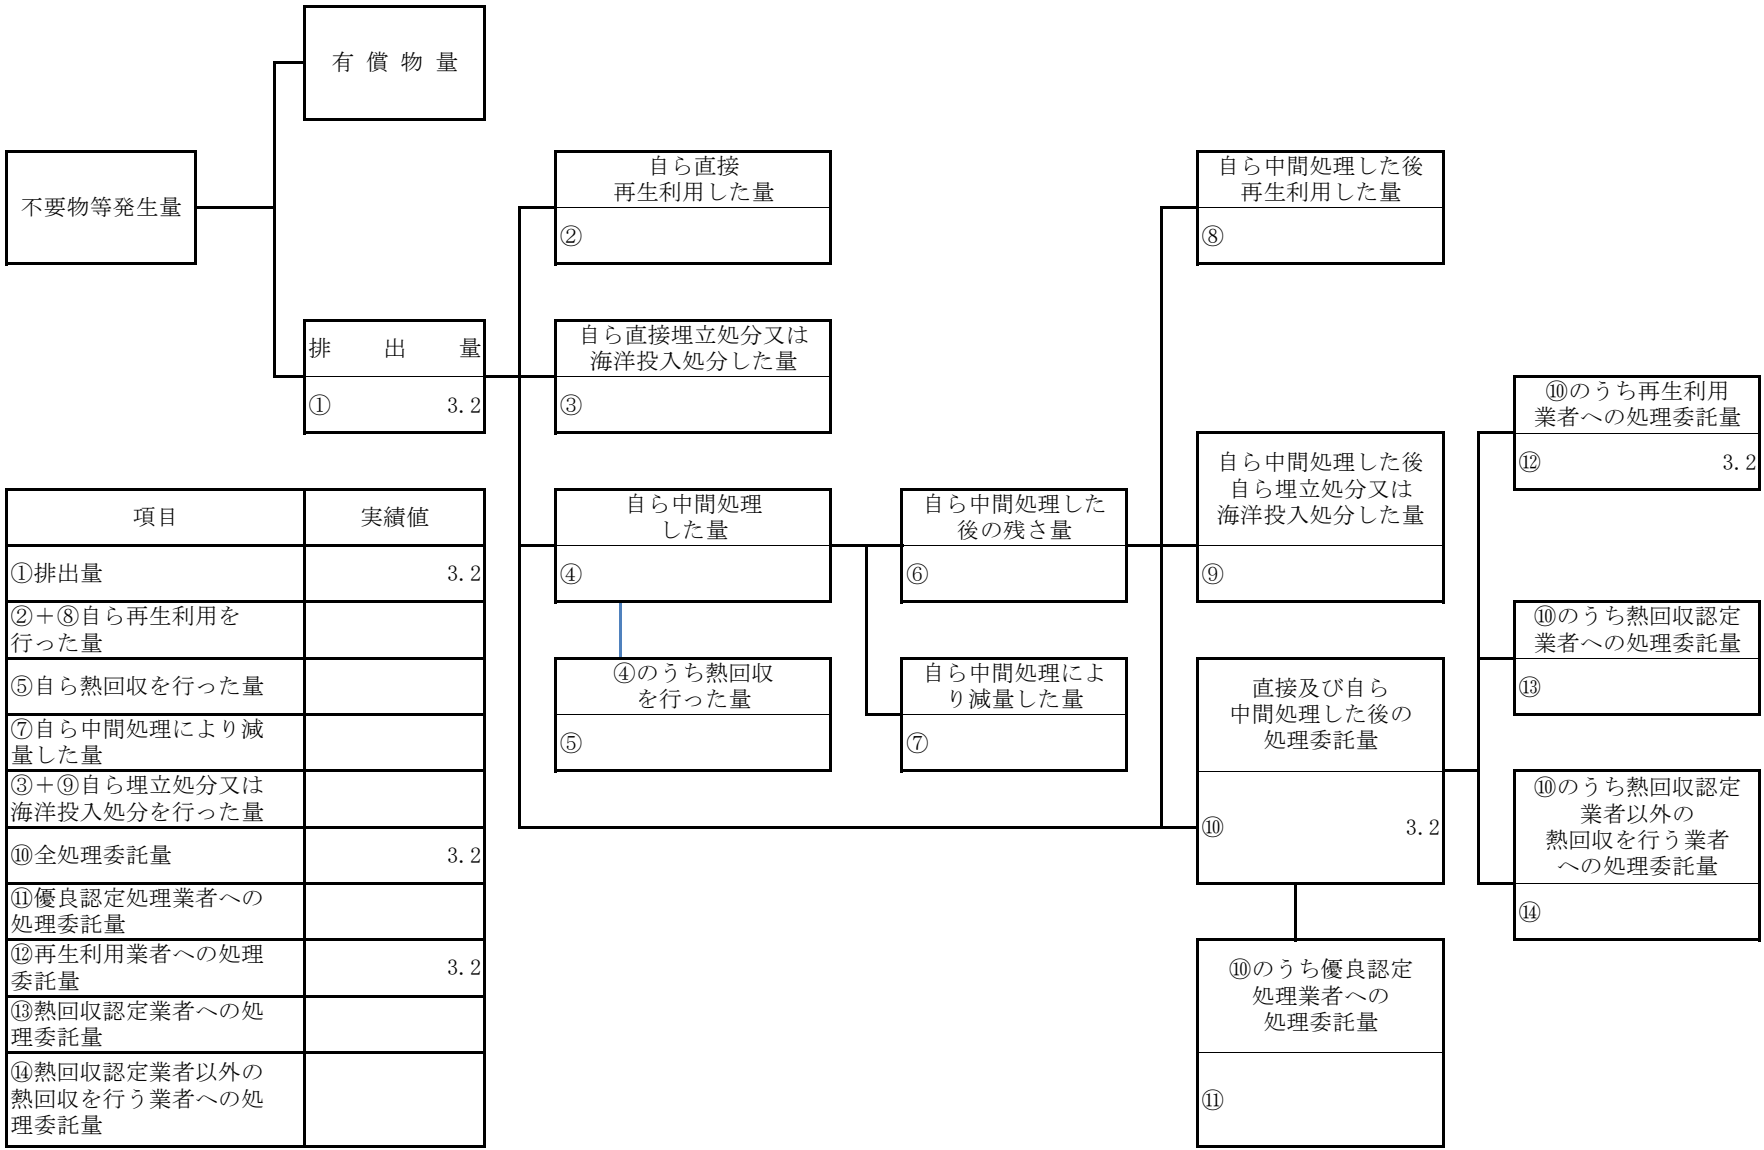 有償物量
不要物等発生量
自ら直接
再生利用した量
②
自ら中間処理した後
再生利用した量
⑧
排出量
① 3.2
自ら直接埋立処分又は
海洋投入処分した量
③
⑩のうち再生利用
業者への処理委託量
⑫ 3.2
自ら中間処理した後
自ら埋立処分又は
海洋投入処分した量
⑨
自ら中間処理
した量
④
自ら中間処理した
後の残さ量
⑥
⑩のうち熱回収認定
業者への処理委託量
⑬
④のうち熱回収
を行った量
⑤
自ら中間処理によ
り減量した量
⑦
直接及び自ら
中間処理した後の
処理委託量
⑩ 3.2
⑩のうち熱回収認定
業者以外の
熱回収を行う業者
への処理委託量
⑭
⑩のうち優良認定
処理業者への
処理委託量
⑪
項目 実績値
①排出量 3.2
②+⑧自ら再生利用を
行った量
⑤自ら熱回収を行った量
⑦自ら中間処理により減
量した量
③+⑨自ら埋立処分又は
海洋投入処分を行った量
⑩全処理委託量 3.2
⑪優良認定処理業者への
処理委託量
⑫再生利用業者への処理
委託量 3.2
⑬熱回収認定業者への処
理委託量
⑭熱回収認定業者以外の
熱回収を行う業者への処
理委託量